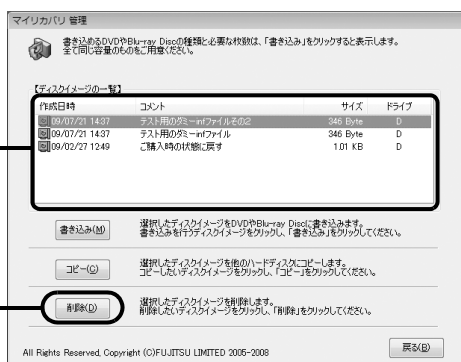 マイリカバリ 管理
書き込めるDVDやBlu-ray Discの種類と必要な枚数は、「書き込み」をクリックすると表示します。
全て同じ容量のものをご用意ください。
【ディスクイメージの一覧】
作成日時 コメント サイズ ドライブ
09/07/21 14:37 テスト用のダミーinfファイルその2 346 Byte D
09/07/21 14:37 テスト用のダミーinfファイル 346 Byte D
09/02/27 12:49 ご購入時の状態に戻す 1.01 KB D
書き込み(M)
選択したディスクイメージをDVDやBlu-ray Discに書き込みます。
書き込みを行うディスクイメージをクリックし、「書き込み」をクリックしてください。
コピー(C)
選択したディスクイメージを他のハードディスクにコピーします。
コピーしたいディスクイメージをクリックし、「コピー」をクリックしてください。
削除(D)
選択したディスクイメージを削除します。
削除したいディスクイメージをクリックし、「削除」をクリックしてください。
All Rights Reserved, Copyright (C)FUJITSU LIMITED 2005-2008
戻る(B)